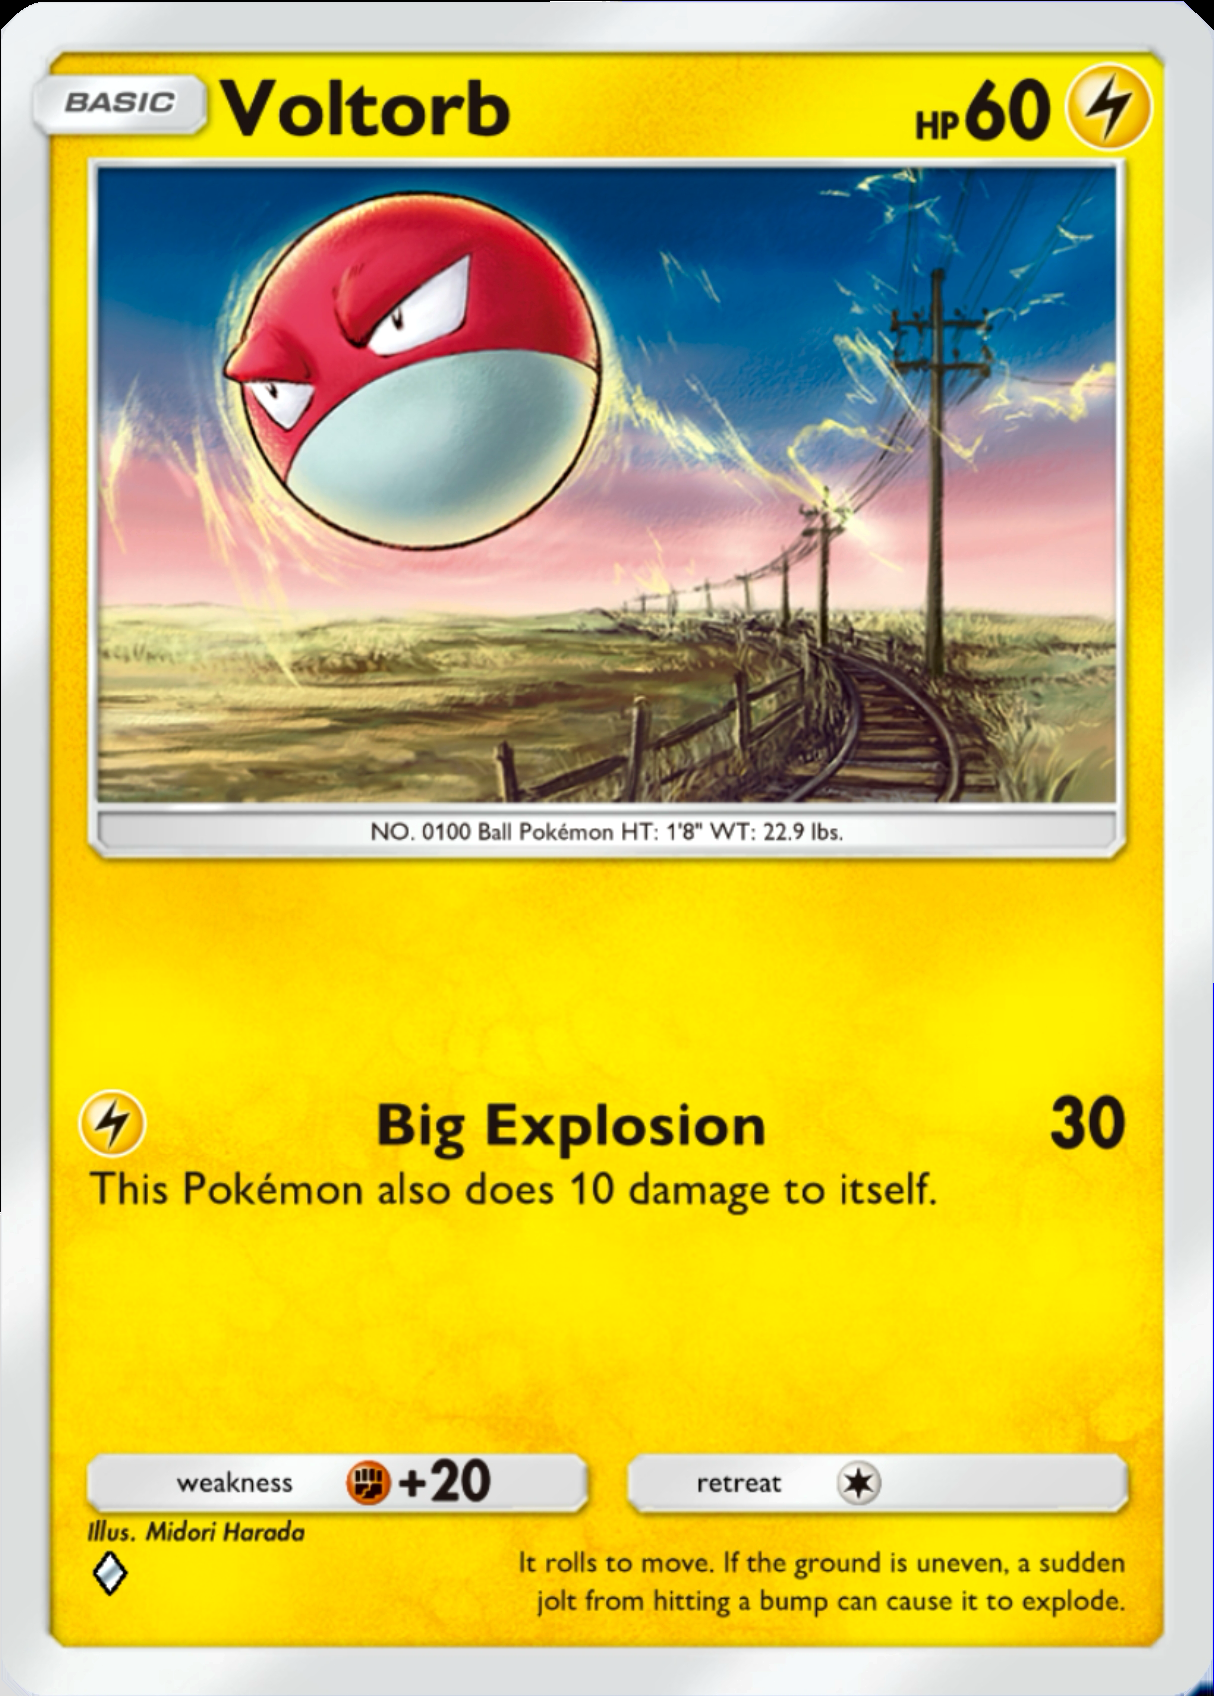 BASIC Voltorb HP 60
NO. 0100 Ball Pokémon HT: 1'8" WT: 22.9 lbs.
Big Explosion 30
This Pokémon also does 10 damage to itself.
weakness +20 retreat
Illus. Midori Harada
It rolls to move. If the ground is uneven, a sudden
jolt from hitting a bump can cause it to explode.